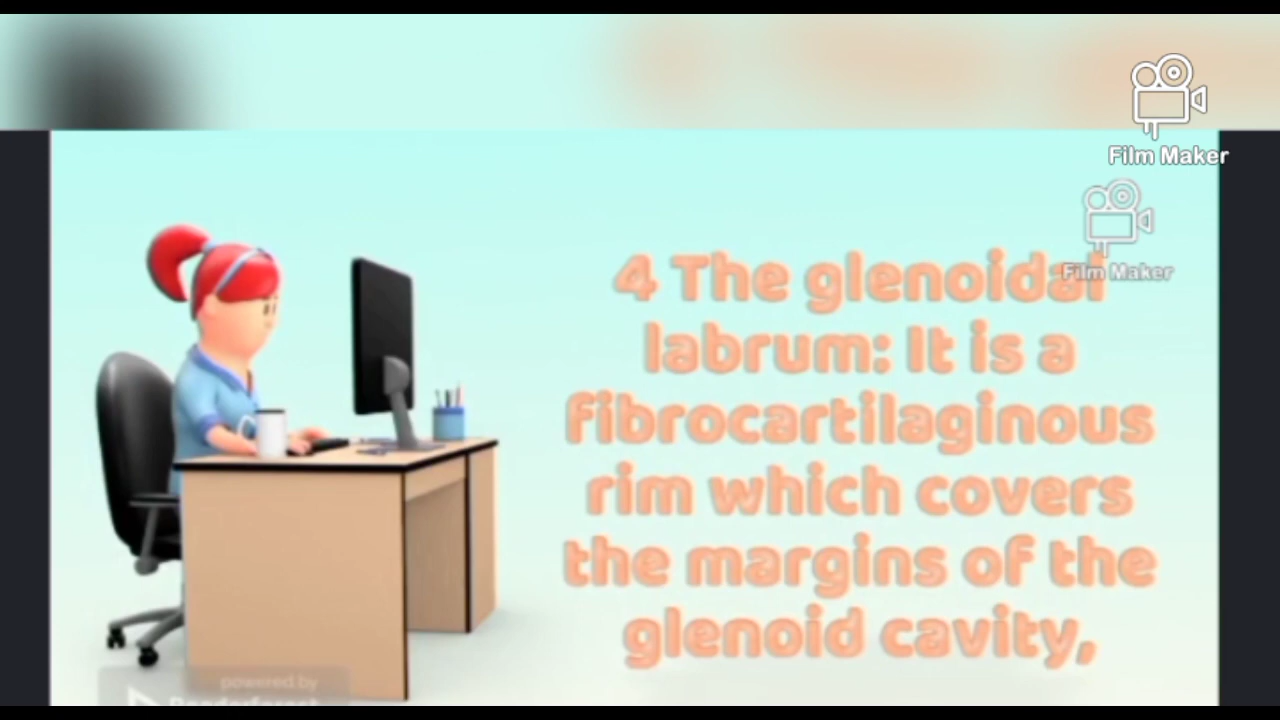 Film Maker
Film Maker
4 The glenoidal
labrum: It is a
fibrocartilaginous
rim which covers
the margins of the
glenoid cavity,
powered by
Renderforest